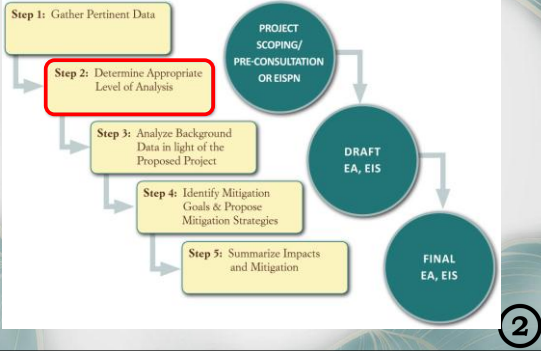 Step 1: Gather Pertinent Data
Step 2: Determine Appropriate
Level of Analysis
Step 3: Analyze Background
Data in light of the
Proposed Project
Step 4: Identify Mitigation
Goals & Propose
Mitigation Strategies
Step 5: Summarize Impacts
and Mitigation
PROJECT
SCOPING/
PRE-CONSULTATION
OR EISPN
DRAFT
EA, EIS
FINAL
EA, EIS
2